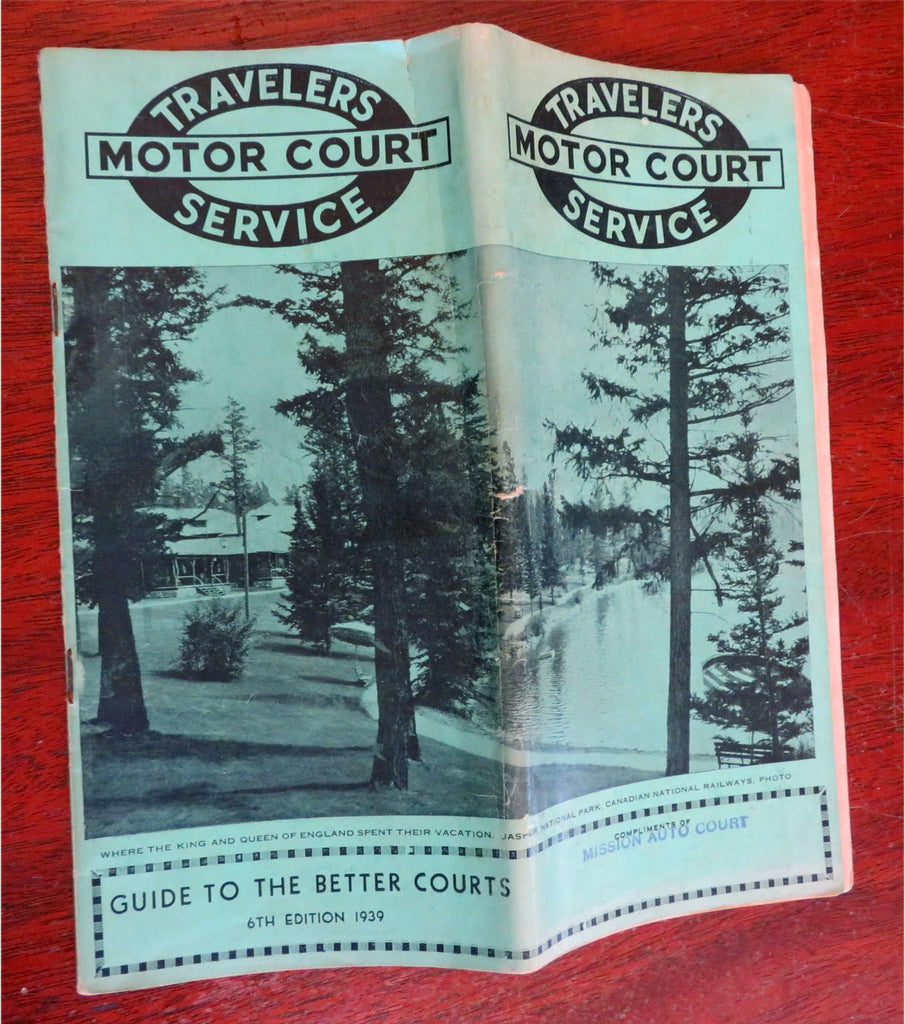 TRAVELERS
MOTOR COURT
SERVICE
TRAVELERS
MOTOR COURT
SERVICE
WHERE THE KING AND QUEEN OF ENGLAND SPENT THEIR VACATION. JASPER NATIONAL PARK, CANADIAN NATIONAL RAILWAYS, PHOTO
GUIDE TO THE BETTER COURTS
6TH EDITION 1939
COMPLIMENTS OF
MISSION AUTO COURT